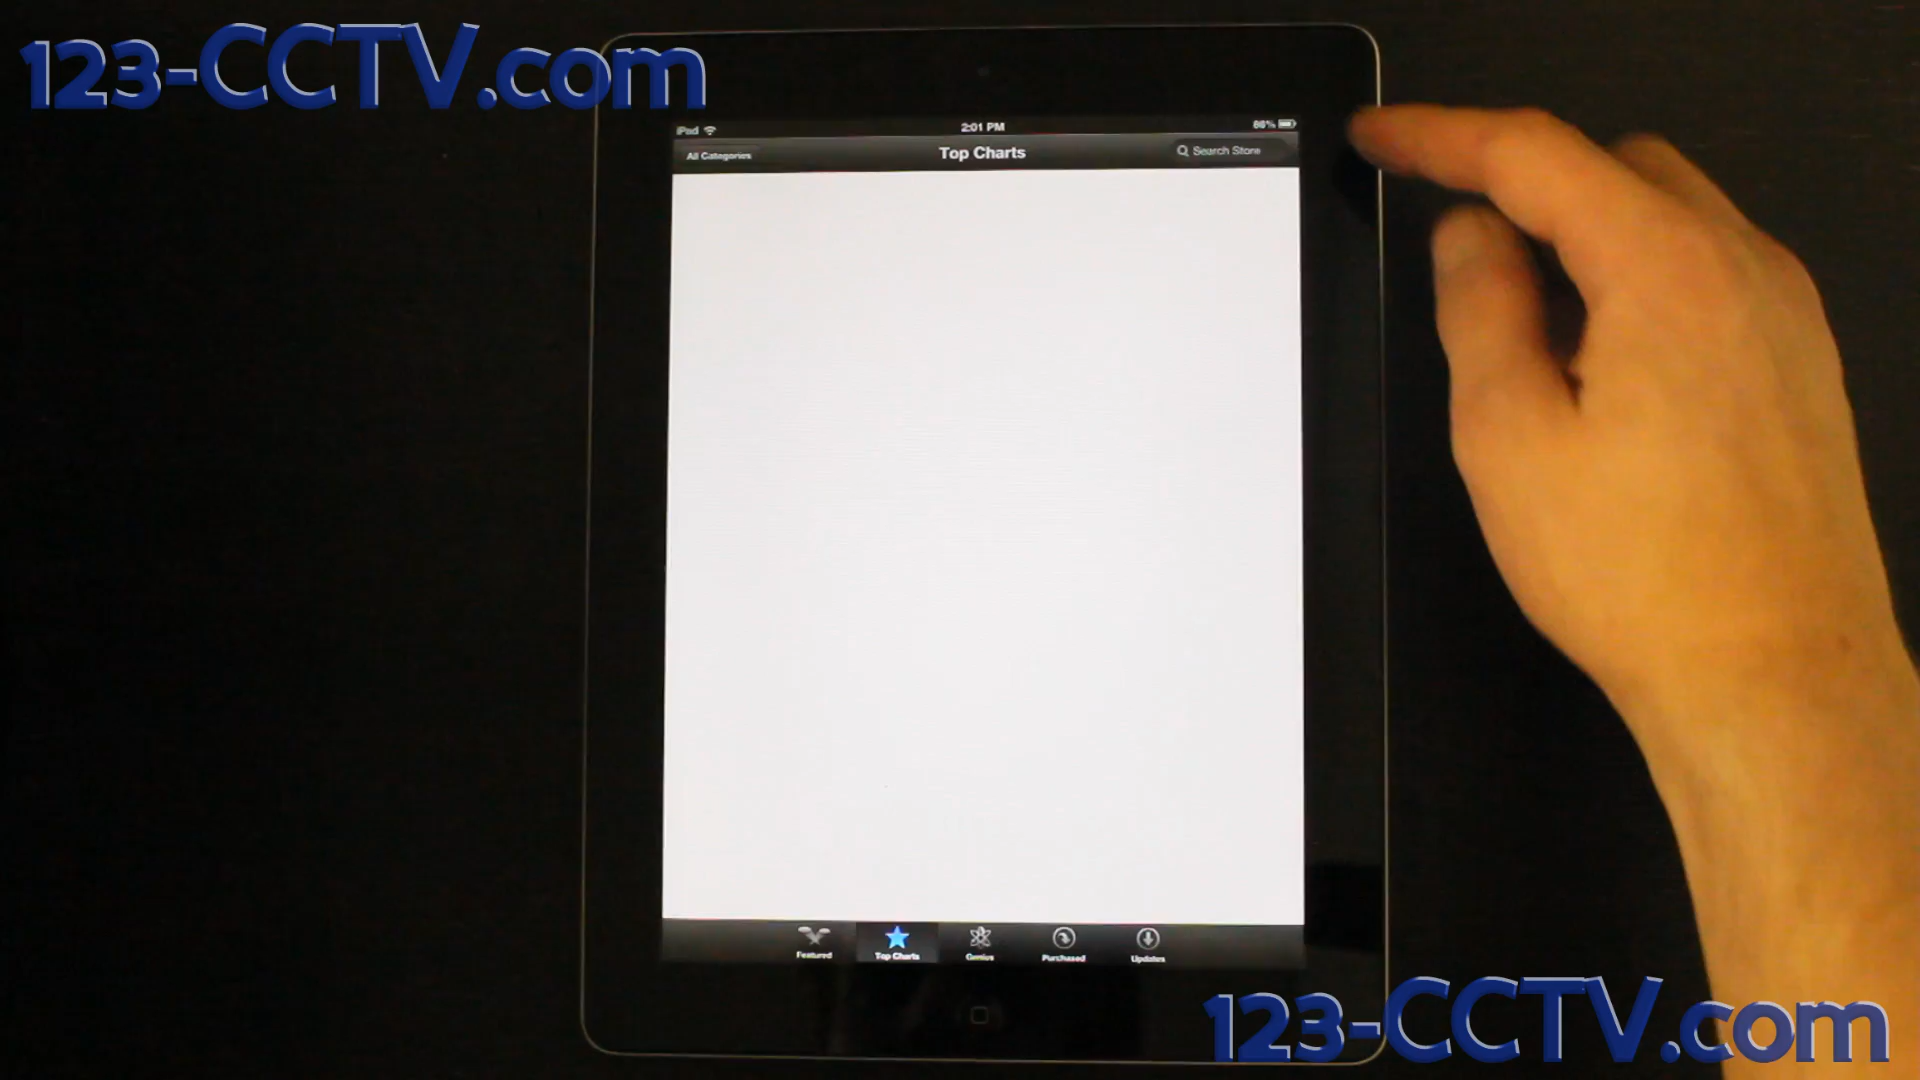 123-CCTV.com
iPad
2:01 PM
86%
All Categories
Top Charts
Search Store
Featured
Top Charts
Genius
Purchased
Updates
123-CCTV.com